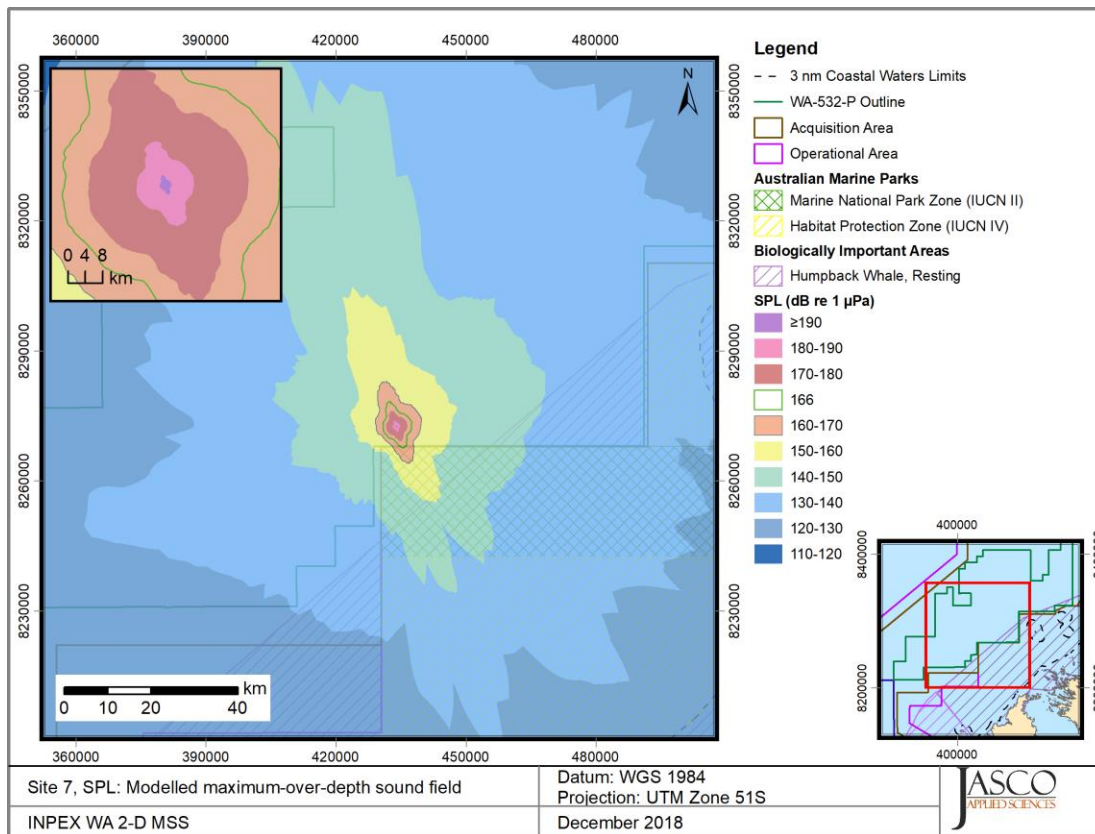 360000
390000
420000
450000
480000
8350000
8320000
8290000
8260000
8230000
8350000
8320000
8290000
8260000
8230000
N
0 4 8
km
0 10 20 40
km
360000
390000
420000
450000
480000
Legend
3 nm Coastal Waters Limits
WA-532-P Outline
Acquisition Area
Operational Area
Australian Marine Parks
Marine National Park Zone (IUCN II)
Habitat Protection Zone (IUCN IV)
Biologically Important Areas
Humpback Whale, Resting
SPL (dB re 1 µPa)
≥190
180-190
170-180
166
160-170
150-160
140-150
130-140
120-130
110-120
400000
8400000
8200000
400000
Site 7, SPL: Modelled maximum-over-depth sound field
INPEX WA 2-D MSS
Datum: WGS 1984
Projection: UTM Zone 51S
December 2018
JASCO
APPLIED SCIENCES